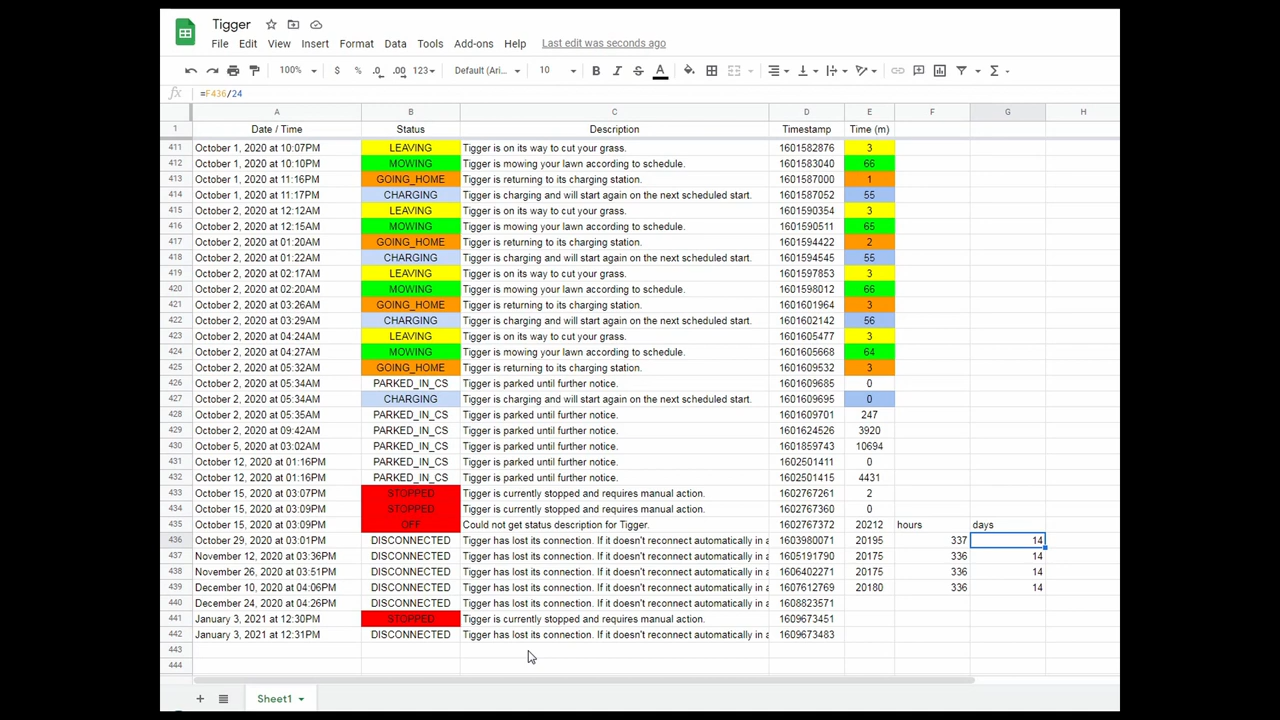 Tigger
File Edit View Insert Format Data Tools Add-ons Help Last edit was seconds ago
100% $ % .0 .00 123 Default (Ari... 10 B I S A Σ
fx =F436/24
A B C D E F G H
1 Date / Time Status Description Timestamp Time (m)
411 October 1, 2020 at 10:07PM LEAVING Tigger is on its way to cut your grass. 1601582876 3
412 October 1, 2020 at 10:10PM MOWING Tigger is mowing your lawn according to schedule. 1601583040 66
413 October 1, 2020 at 11:16PM GOING_HOME Tigger is returning to its charging station. 1601587000 1
414 October 1, 2020 at 11:17PM CHARGING Tigger is charging and will start again on the next scheduled start. 1601587052 55
415 October 2, 2020 at 12:12AM LEAVING Tigger is on its way to cut your grass. 1601590354 3
416 October 2, 2020 at 12:15AM MOWING Tigger is mowing your lawn according to schedule. 1601590511 65
417 October 2, 2020 at 01:20AM GOING_HOME Tigger is returning to its charging station. 1601594422 2
418 October 2, 2020 at 01:22AM CHARGING Tigger is charging and will start again on the next scheduled start. 1601594545 55
419 October 2, 2020 at 02:17AM LEAVING Tigger is on its way to cut your grass. 1601597853 3
420 October 2, 2020 at 02:20AM MOWING Tigger is mowing your lawn according to schedule. 1601598012 66
421 October 2, 2020 at 03:26AM GOING_HOME Tigger is returning to its charging station. 1601601964 3
422 October 2, 2020 at 03:29AM CHARGING Tigger is charging and will start again on the next scheduled start. 1601602142 56
423 October 2, 2020 at 04:24AM LEAVING Tigger is on its way to cut your grass. 1601605477 3
424 October 2, 2020 at 04:27AM MOWING Tigger is mowing your lawn according to schedule. 1601605668 64
425 October 2, 2020 at 05:32AM GOING_HOME Tigger is returning to its charging station. 1601609532 3
426 October 2, 2020 at 05:34AM PARKED_IN_CS Tigger is parked until further notice. 1601609685 0
427 October 2, 2020 at 05:34AM CHARGING Tigger is charging and will start again on the next scheduled start. 1601609695 0
428 October 2, 2020 at 05:35AM PARKED_IN_CS Tigger is parked until further notice. 1601609701 247
429 October 2, 2020 at 09:42AM PARKED_IN_CS Tigger is parked until further notice. 1601624526 3920
430 October 5, 2020 at 03:02AM PARKED_IN_CS Tigger is parked until further notice. 1601859743 10694
431 October 12, 2020 at 01:16PM PARKED_IN_CS Tigger is parked until further notice. 1602501411 0
432 October 12, 2020 at 01:16PM PARKED_IN_CS Tigger is parked until further notice. 1602501415 4431
433 October 15, 2020 at 03:07PM STOPPED Tigger is currently stopped and requires manual action. 1602767261 2
434 October 15, 2020 at 03:09PM STOPPED Tigger is currently stopped and requires manual action. 1602767360 0
435 October 15, 2020 at 03:09PM OFF Could not get status description for Tigger. 1602767372 20212 hours days
436 October 29, 2020 at 03:01PM DISCONNECTED Tigger has lost its connection. If it doesn't reconnect automatically in a 1603980071 20195 337 14
437 November 12, 2020 at 03:36PM DISCONNECTED Tigger has lost its connection. If it doesn't reconnect automatically in a 1605191790 20175 336 14
438 November 26, 2020 at 03:51PM DISCONNECTED Tigger has lost its connection. If it doesn't reconnect automatically in a 1606402271 20175 336 14
439 December 10, 2020 at 04:06PM DISCONNECTED Tigger has lost its connection. If it doesn't reconnect automatically in a 1607612769 20180 336 14
440 December 24, 2020 at 04:26PM DISCONNECTED Tigger has lost its connection. If it doesn't reconnect automatically in a 1608823571
441 January 3, 2021 at 12:30PM STOPPED Tigger is currently stopped and requires manual action. 1609673451
442 January 3, 2021 at 12:31PM DISCONNECTED Tigger has lost its connection. If it doesn't reconnect automatically in a 1609673483
443
444
+ Sheet1